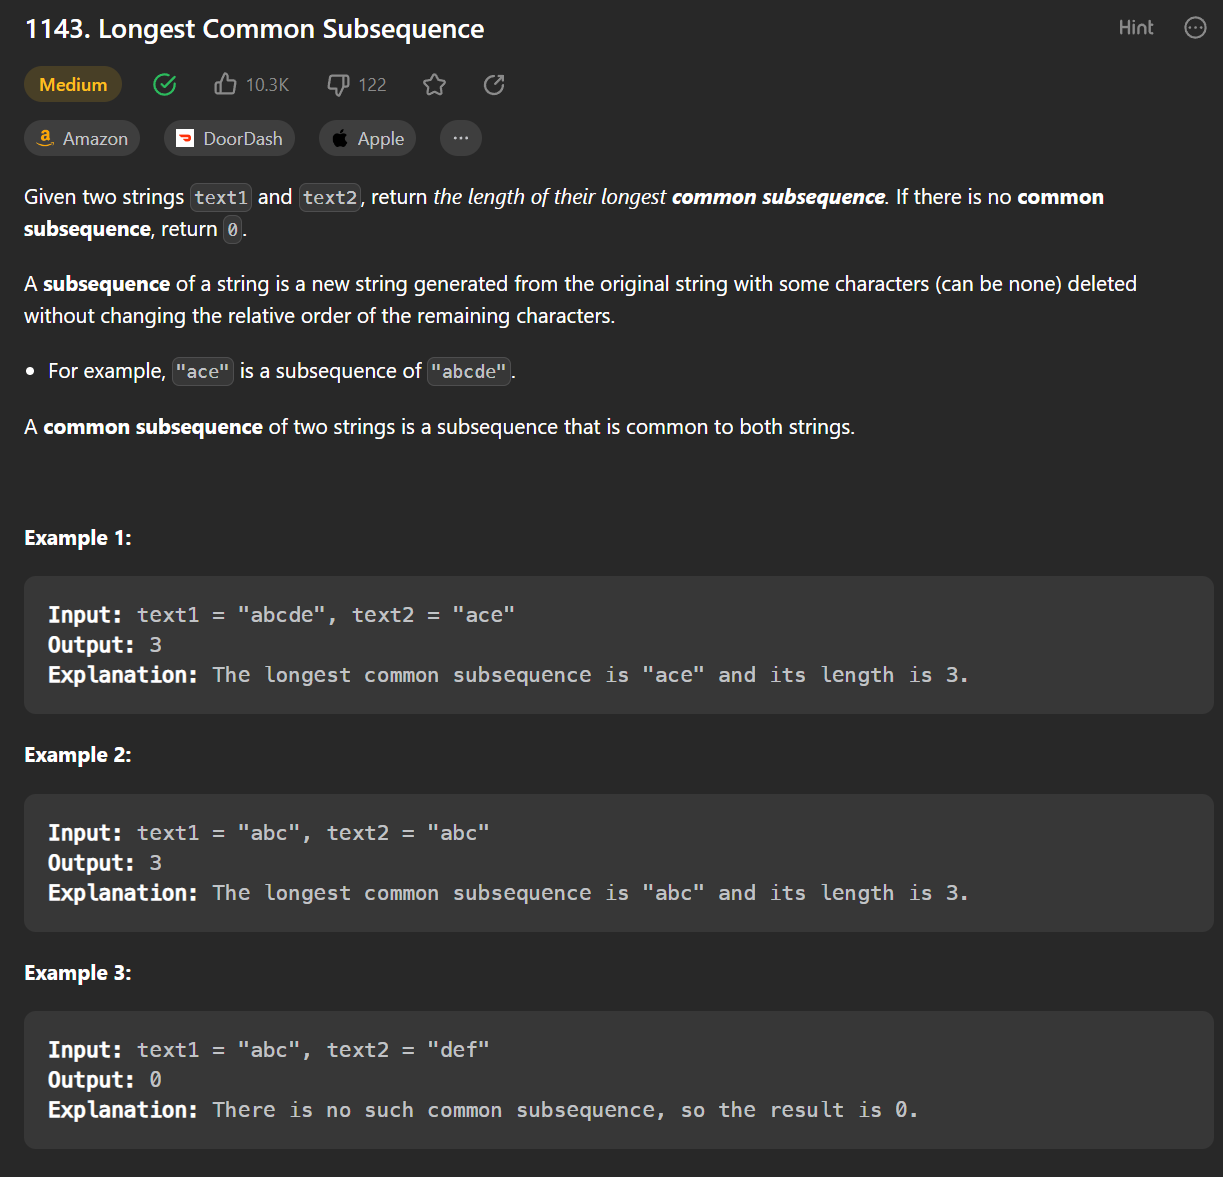 1143. Longest Common Subsequence
Hint
Medium
10.3K
122
Amazon
DoorDash
Apple
Given two strings text1 and text2, return the length of their longest common subsequence. If there is no common
subsequence, return 0.
A subsequence of a string is a new string generated from the original string with some characters (can be none) deleted
without changing the relative order of the remaining characters.
• For example, "ace" is a subsequence of "abcde".
A common subsequence of two strings is a subsequence that is common to both strings.
Example 1:
Input: text1 = "abcde", text2 = "ace"
Output: 3
Explanation: The longest common subsequence is "ace" and its length is 3.
Example 2:
Input: text1 = "abc", text2 = "abc"
Output: 3
Explanation: The longest common subsequence is "abc" and its length is 3.
Example 3:
Input: text1 = "abc", text2 = "def"
Output: 0
Explanation: There is no such common subsequence, so the result is 0.